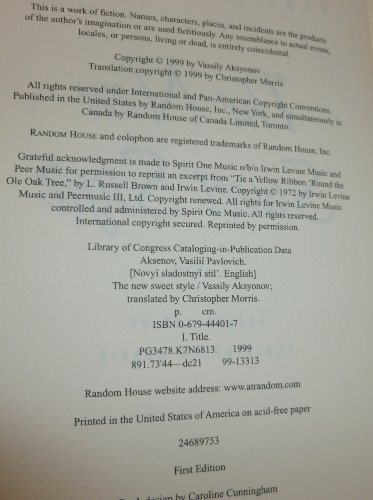 This is a work of fiction. Names, characters, places, and incidents are the products
of the author's imagination or are used fictitiously. Any resemblance to actual events,
locales, or persons, living or dead, is entirely coincidental.
Copyright © 1999 by Vassily Aksyonov
Translation copyright © 1999 by Christopher Morris
All rights reserved under International and Pan-American Copyright Conventions.
Published in the United States by Random House, Inc., New York, and simultaneously in
Canada by Random House of Canada Limited, Toronto.
RANDOM HOUSE and colophon are registered trademarks of Random House, Inc.
Grateful acknowledgment is made to Spirit One Music o/b/o Irwin Levine Music and
Peer Music for permission to reprint an excerpt from "Tie a Yellow Ribbon 'Round the
Ole Oak Tree," by L. Russell Brown and Irwin Levine. Copyright © 1972 by Irwin Levine
Music and Peermusic III, Ltd. Copyright renewed. All rights for Irwin Levine Music
controlled and administered by Spirit One Music. All rights reserved.
International copyright secured. Reprinted by permission.
Library of Congress Cataloging-in-Publication Data
Aksenov, Vasiliĭ Pavlovich.
[Novyĭ sladostnyĭ stilʹ. English]
The new sweet style / Vassily Aksyonov;
translated by Christopher Morris.
p. cm.
ISBN 0-679-44401-7
I. Title.
PG3478.K7N6813 1999
891.73'44—dc21 99-13313
Random House website address: www.atrandom.com
Printed in the United States of America on acid-free paper
24689753
First Edition
design by Caroline Cunningham